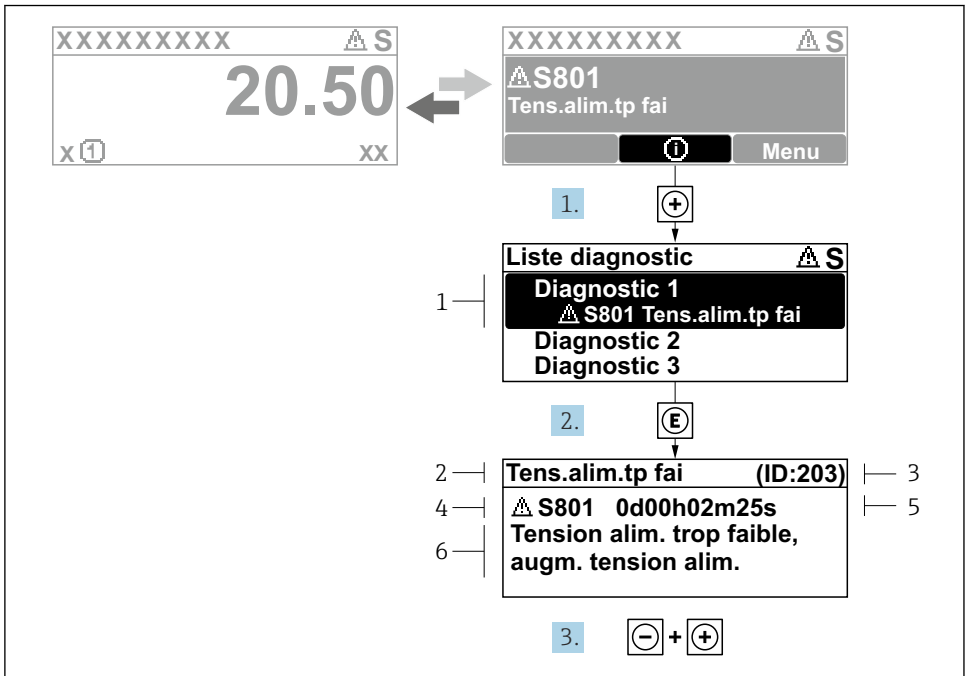 XXXXXXXXX ⚠ S
20.50
X ① XX
XXXXXXXXX ⚠ S
⚠S801
Tens.alim.tp fai
ⓘ Menu
1. +
Liste diagnostic ⚠ S
1
Diagnostic 1
⚠ S801 Tens.alim.tp fai
Diagnostic 2
Diagnostic 3
2. E
2 Tens.alim.tp fai (ID:203) 3
4 ⚠ S801 0d00h02m25s 5
6
Tension alim. trop faible,
augm. tension alim.
3. - + +